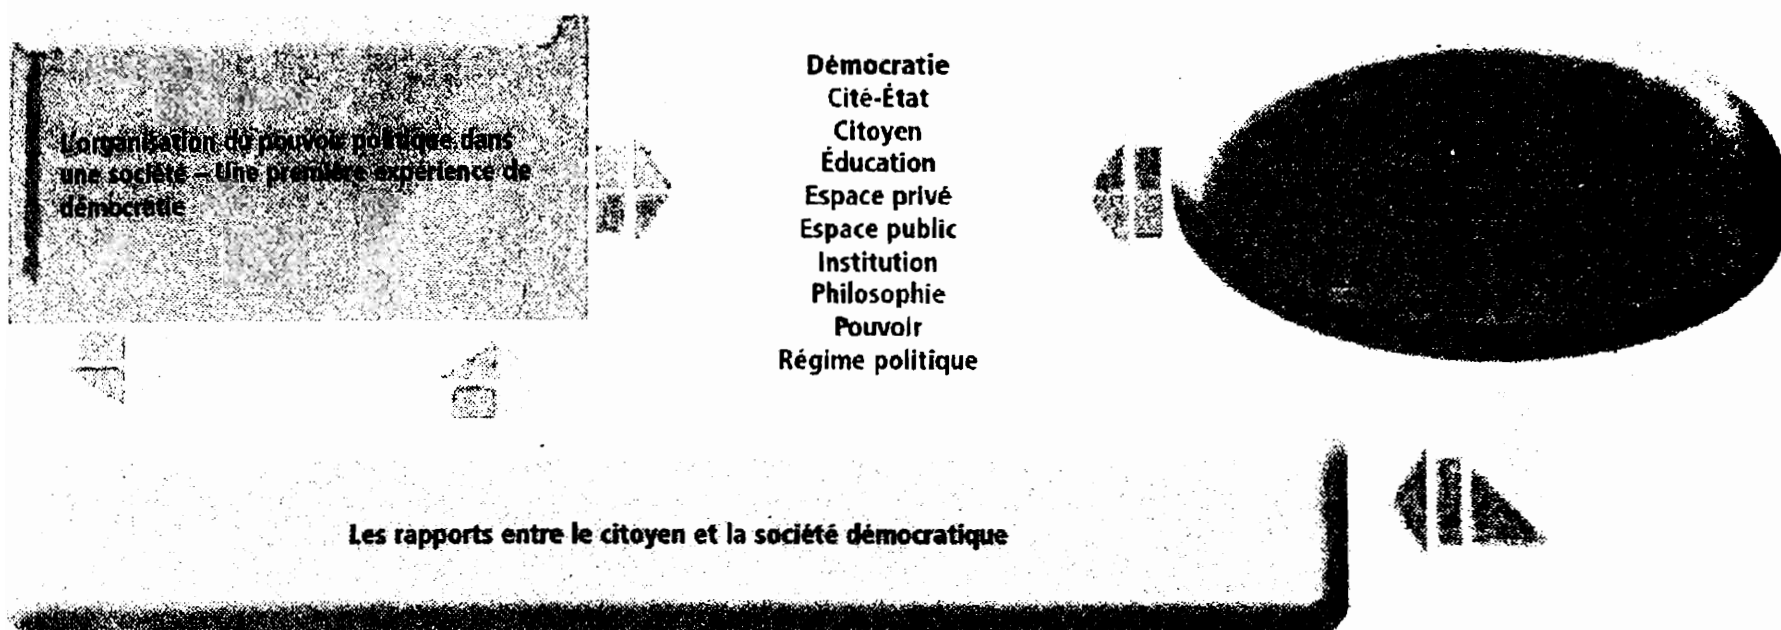 L'organisation du pouvoir politique dans
une société – Une première expérience de
démocratie
Démocratie
Cité-État
Citoyen
Éducation
Espace privé
Espace public
Institution
Philosophie
Pouvoir
Régime politique
Les rapports entre le citoyen et la société démocratique